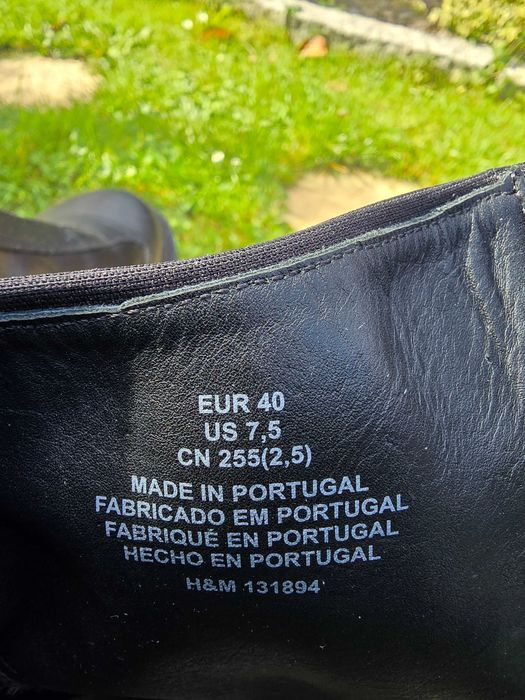 EUR 40
US 7,5
CN 255(2,5)
MADE IN PORTUGAL
FABRICADO EM PORTUGAL
FABRIQUÉ EN PORTUGAL
HECHO EN PORTUGAL
H&M 131894